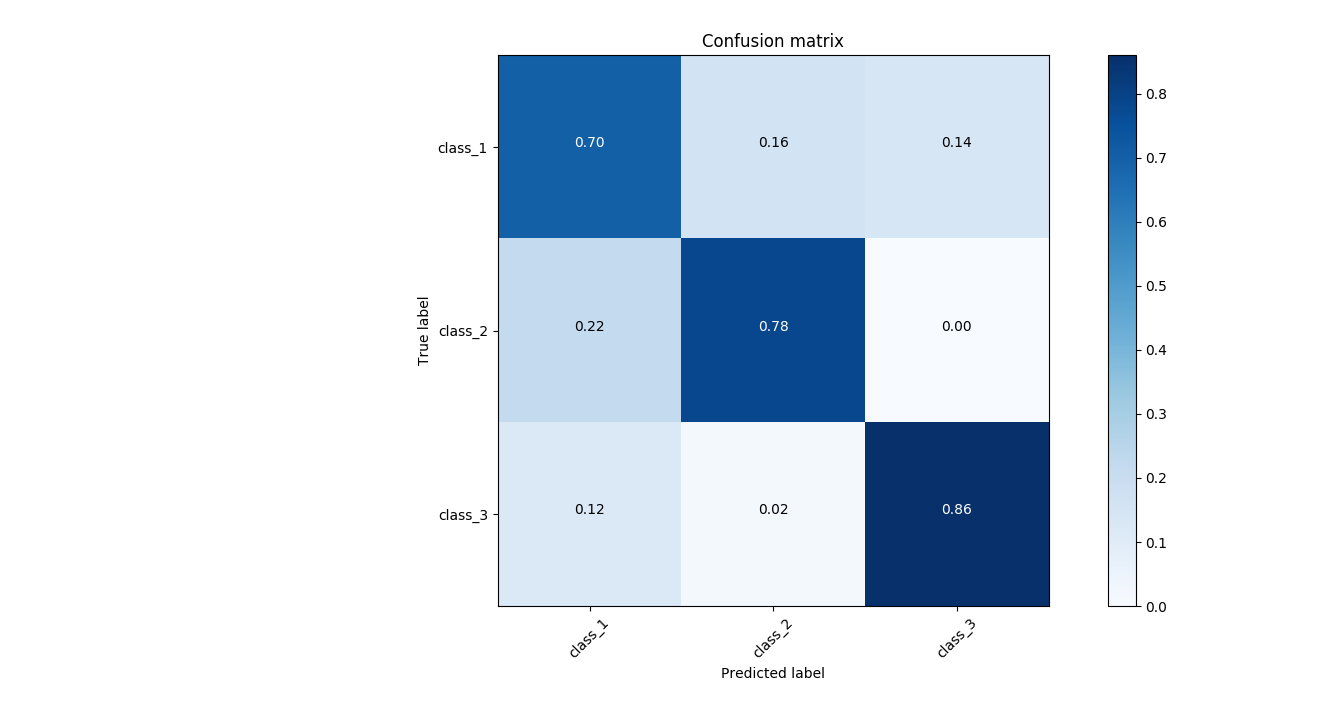 Confusion matrix
class_1
0.70
0.16
0.14
class_2
0.22
0.78
0.00
class_3
0.12
0.02
0.86
True label
class_1
class_2
class_3
Predicted label
0.8
0.7
0.6
0.5
0.4
0.3
0.2
0.1
0.0